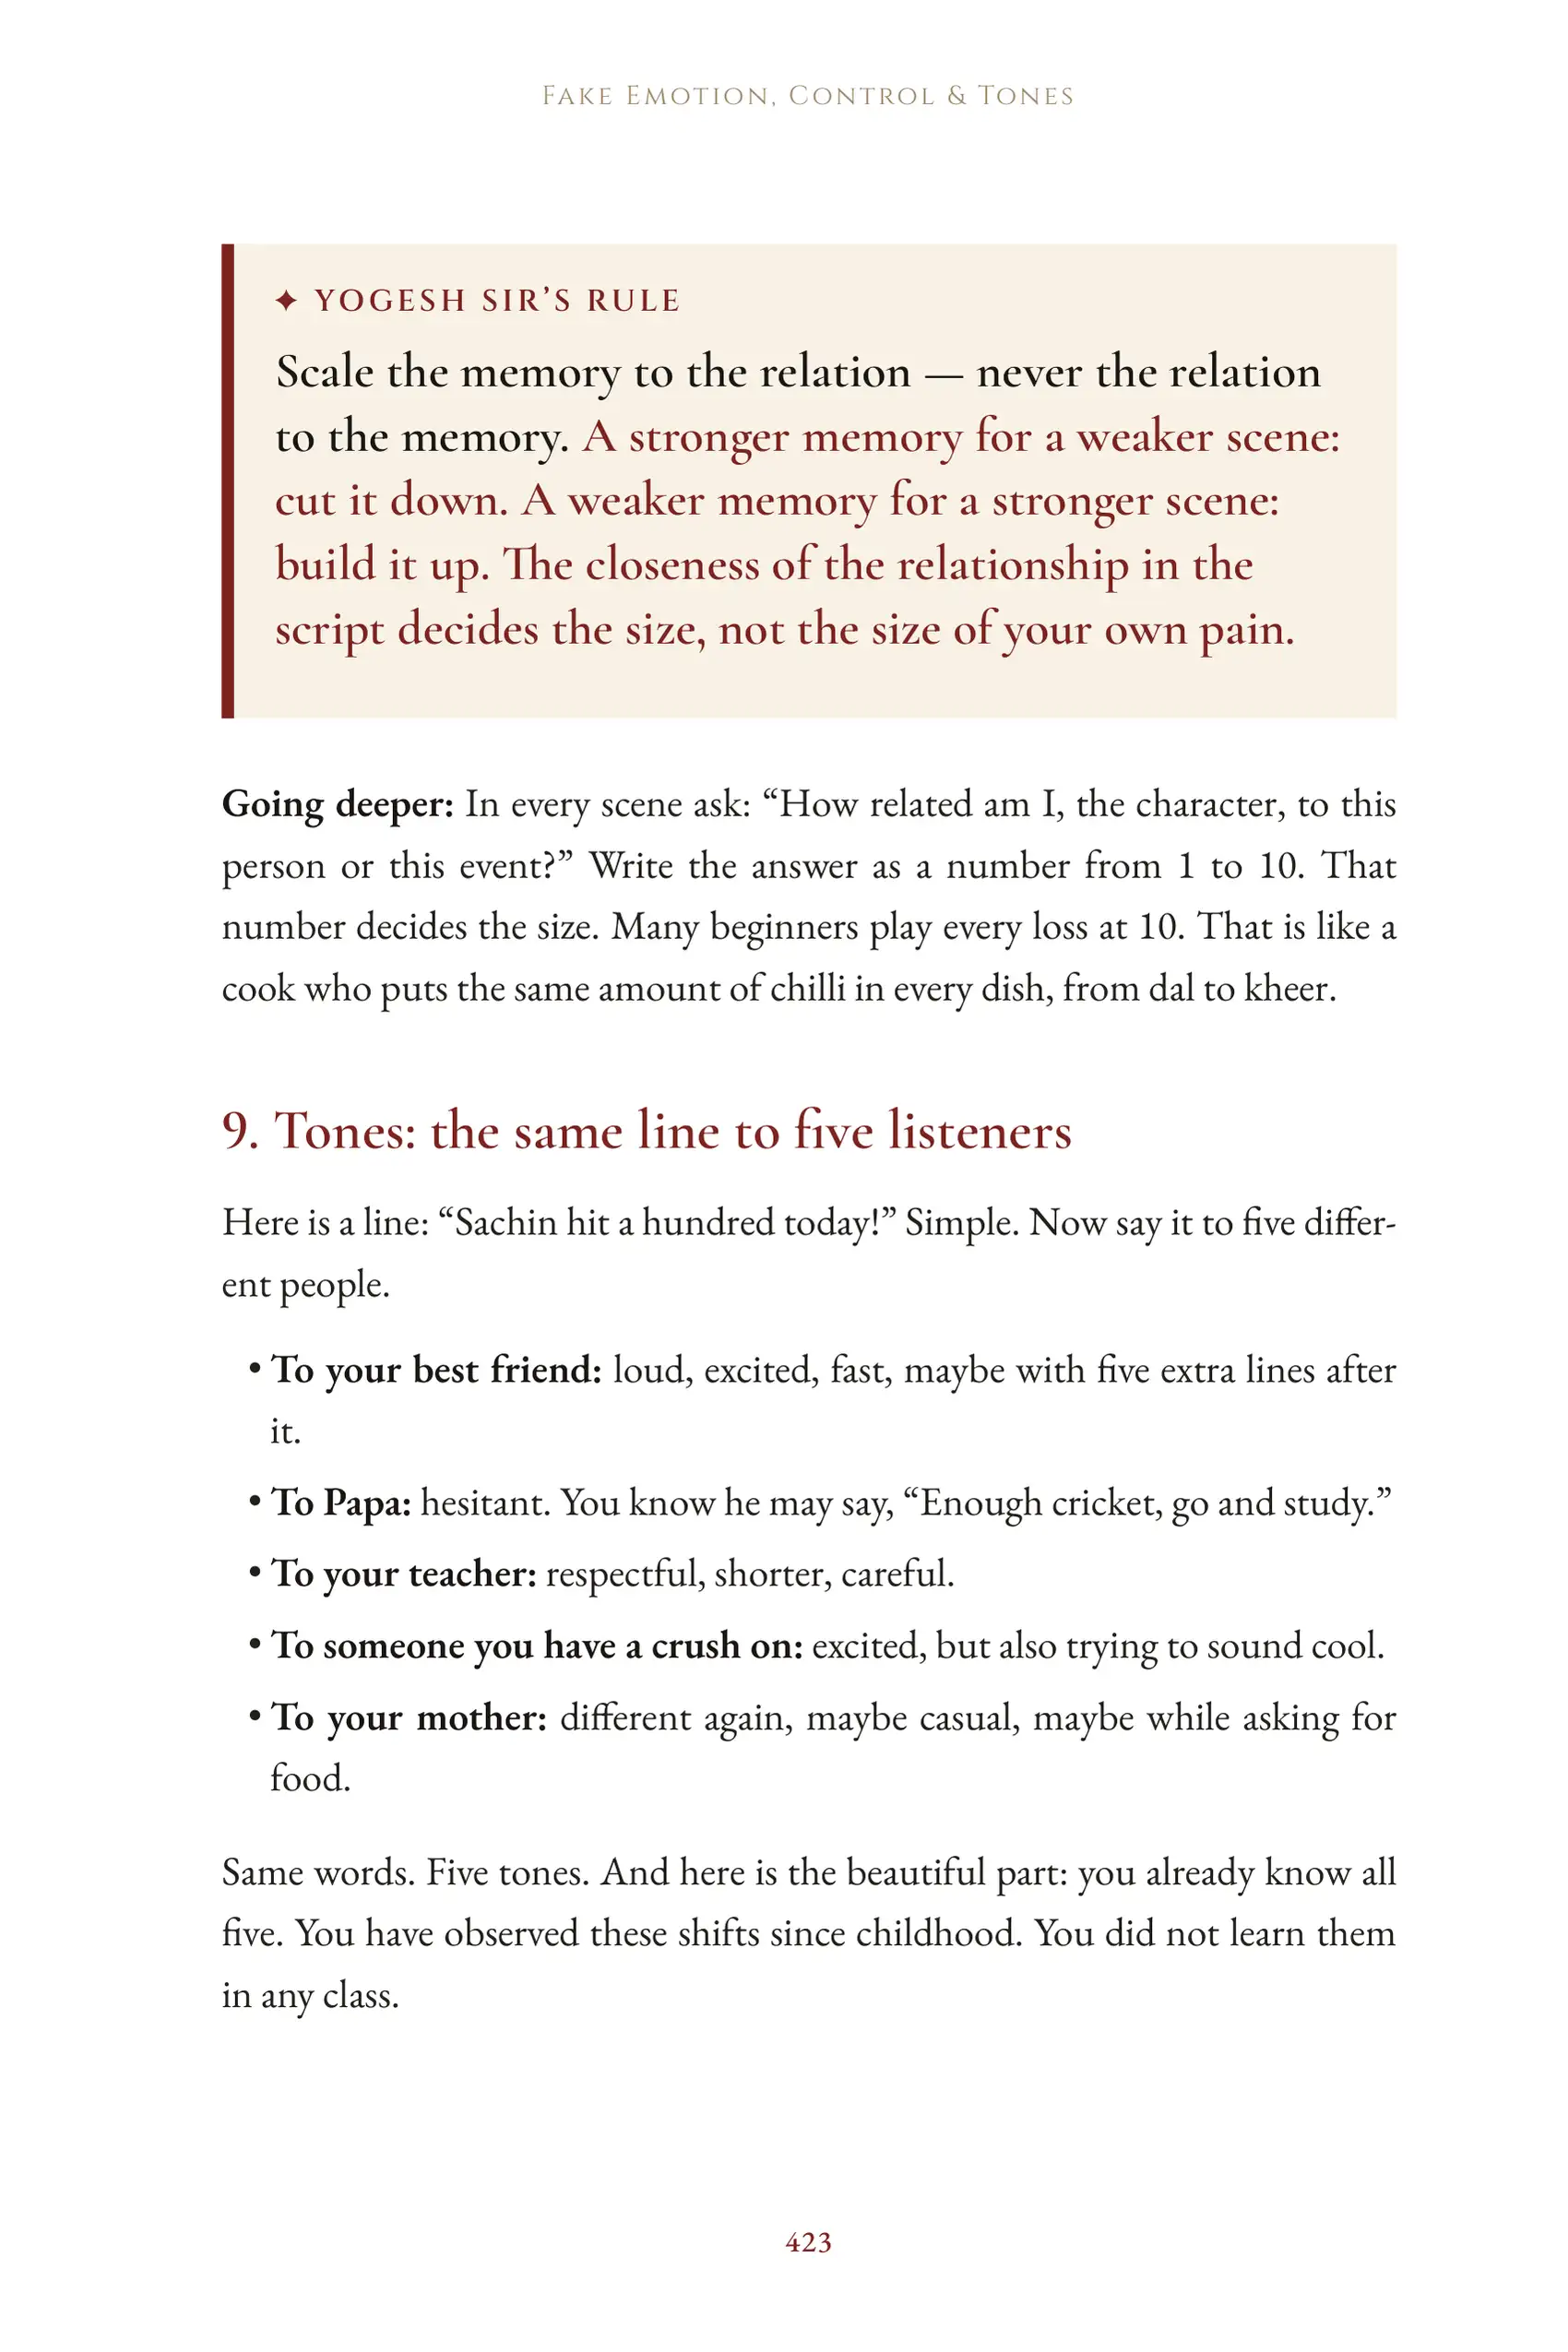 Fake Emotion, Control & Tones
✦ YOGESH SIR’S RULE
Scale the memory to the relation — never the relation
to the memory. A stronger memory for a weaker scene:
cut it down. A weaker memory for a stronger scene:
build it up. The closeness of the relationship in the
script decides the size, not the size of your own pain.
Going deeper: In every scene ask: “How related am I, the character, to this
person or this event?” Write the answer as a number from 1 to 10. That
number decides the size. Many beginners play every loss at 10. That is like a
cook who puts the same amount of chilli in every dish, from dal to kheer.
9. Tones: the same line to five listeners
Here is a line: “Sachin hit a hundred today!” Simple. Now say it to five differ-
ent people.
• To your best friend: loud, excited, fast, maybe with five extra lines after
it.
• To Papa: hesitant. You know he may say, “Enough cricket, go and study.”
• To your teacher: respectful, shorter, careful.
• To someone you have a crush on: excited, but also trying to sound cool.
• To your mother: different again, maybe casual, maybe while asking for
food.
Same words. Five tones. And here is the beautiful part: you already know all
five. You have observed these shifts since childhood. You did not learn them
in any class.
423